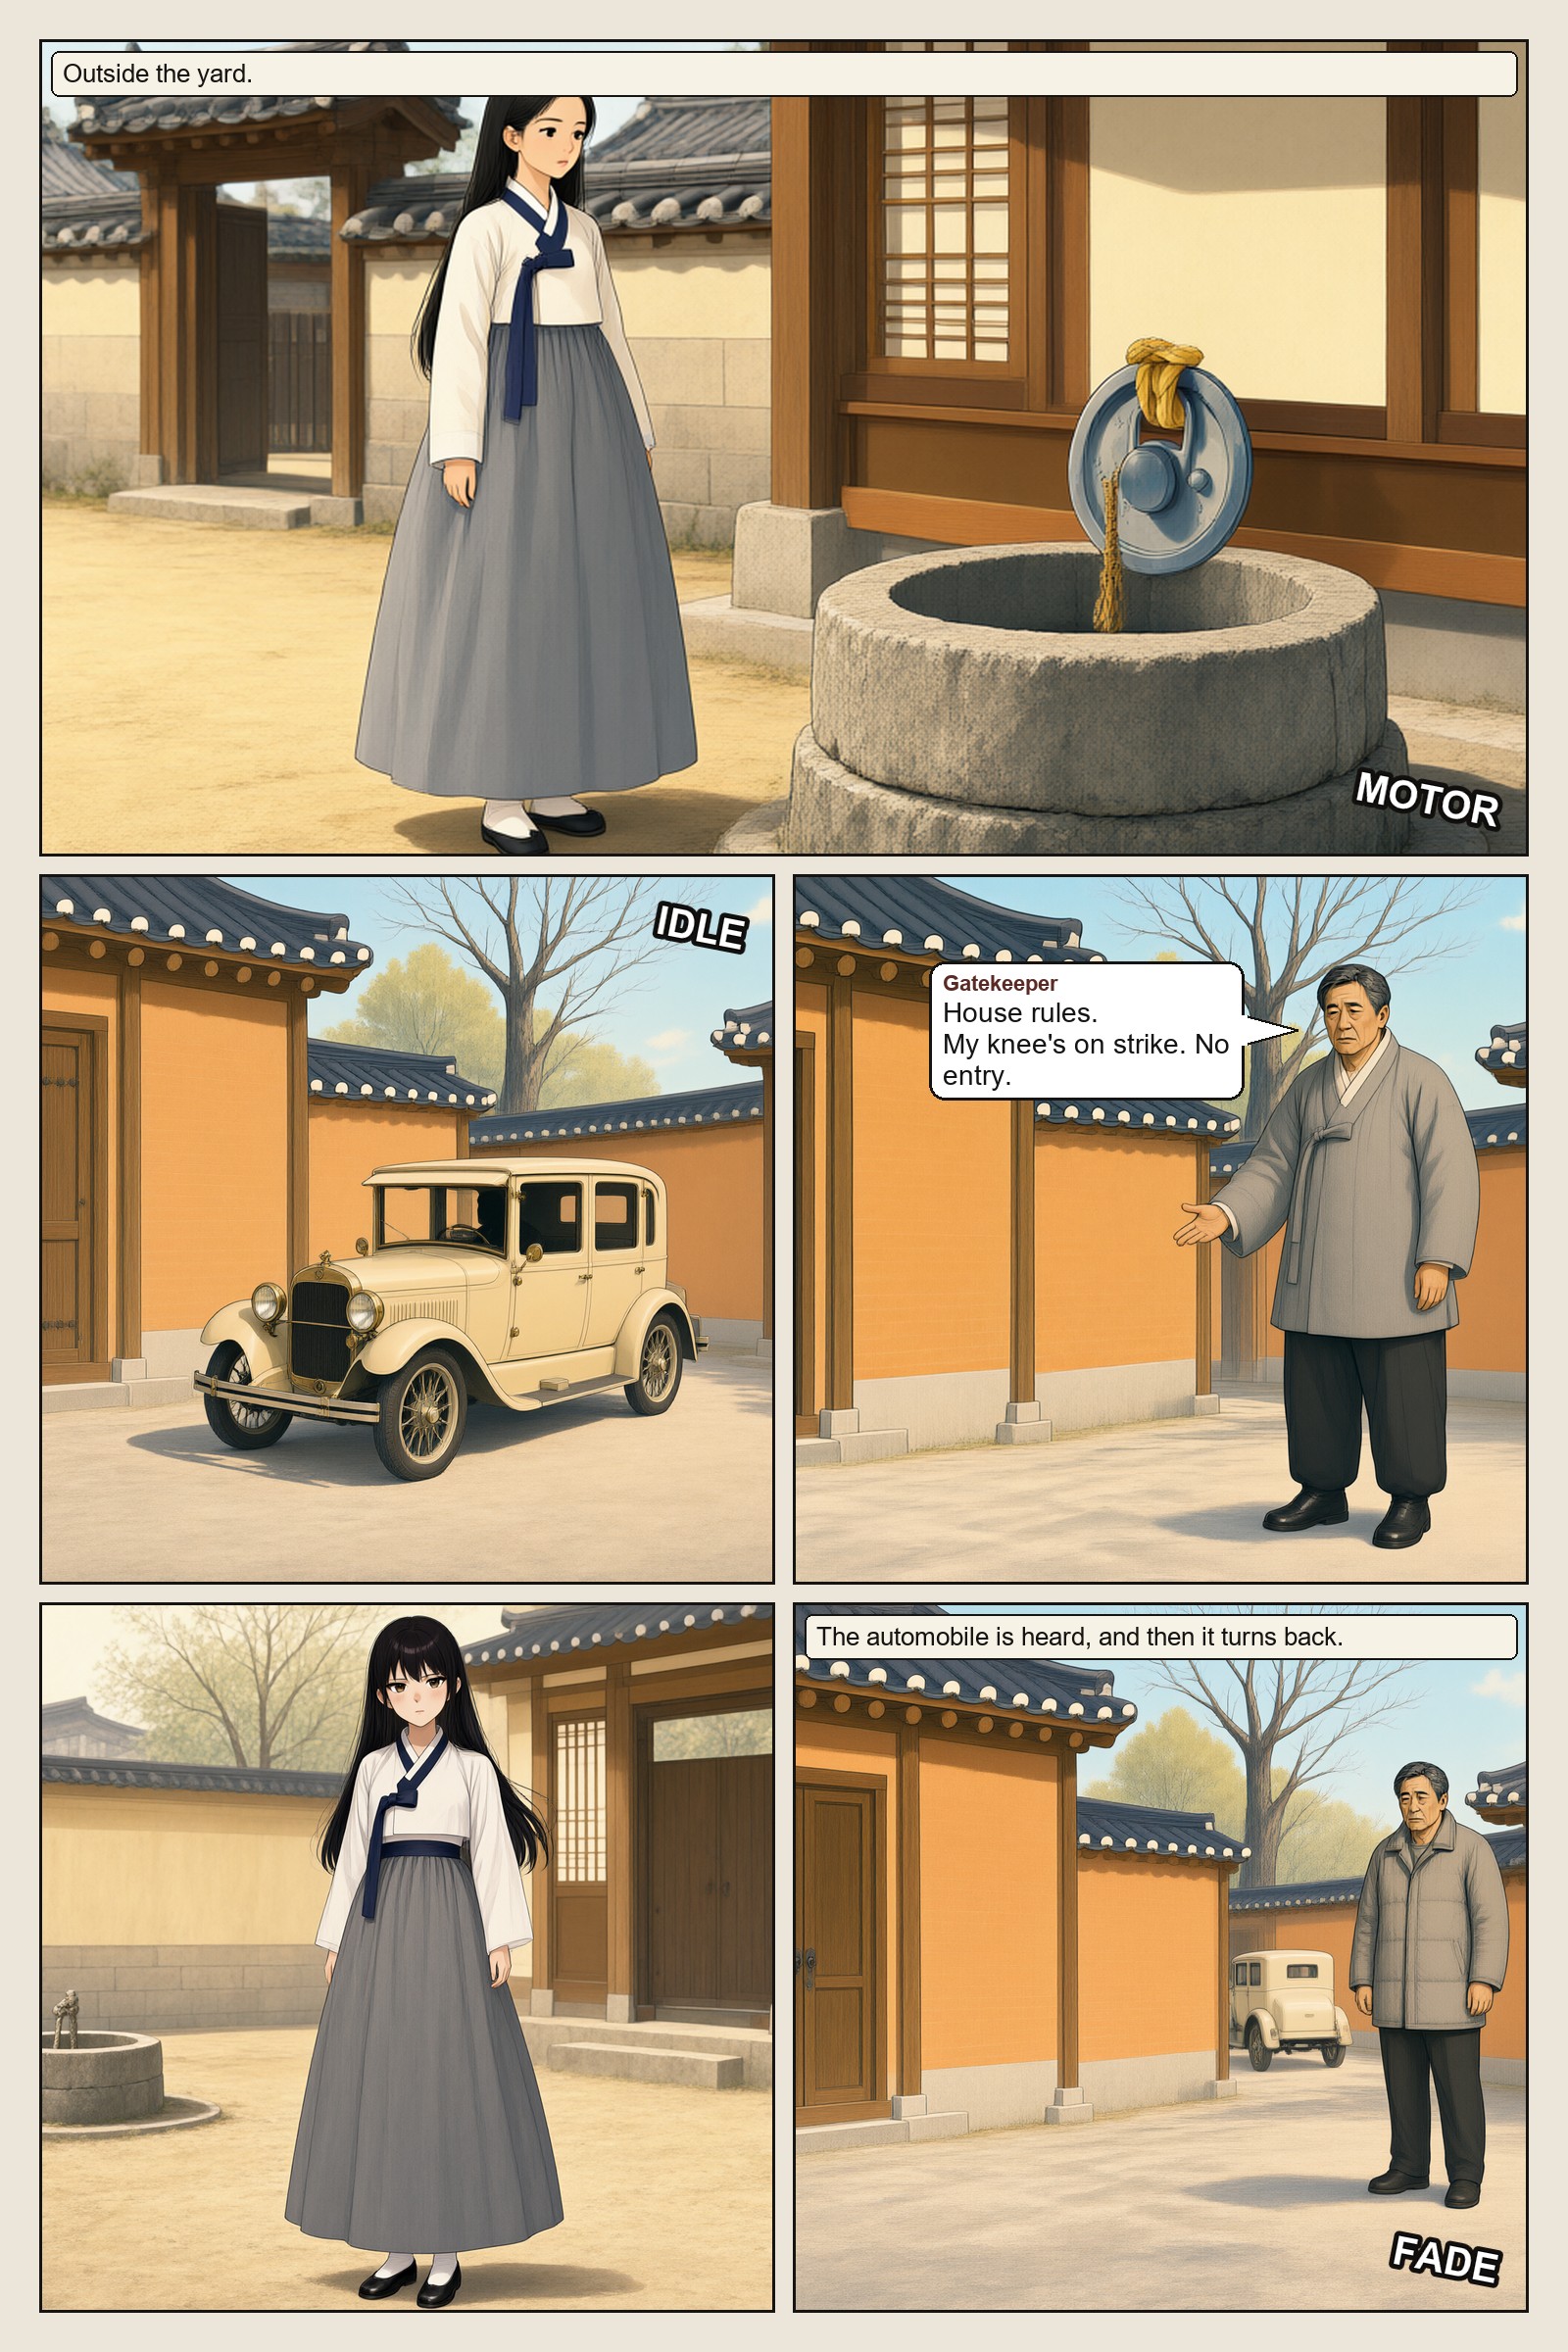 Outside the yard.
MOTOR
IDLE
Gatekeeper
House rules.
My knee's on strike. No
entry.
The automobile is heard, and then it turns back.
FADE